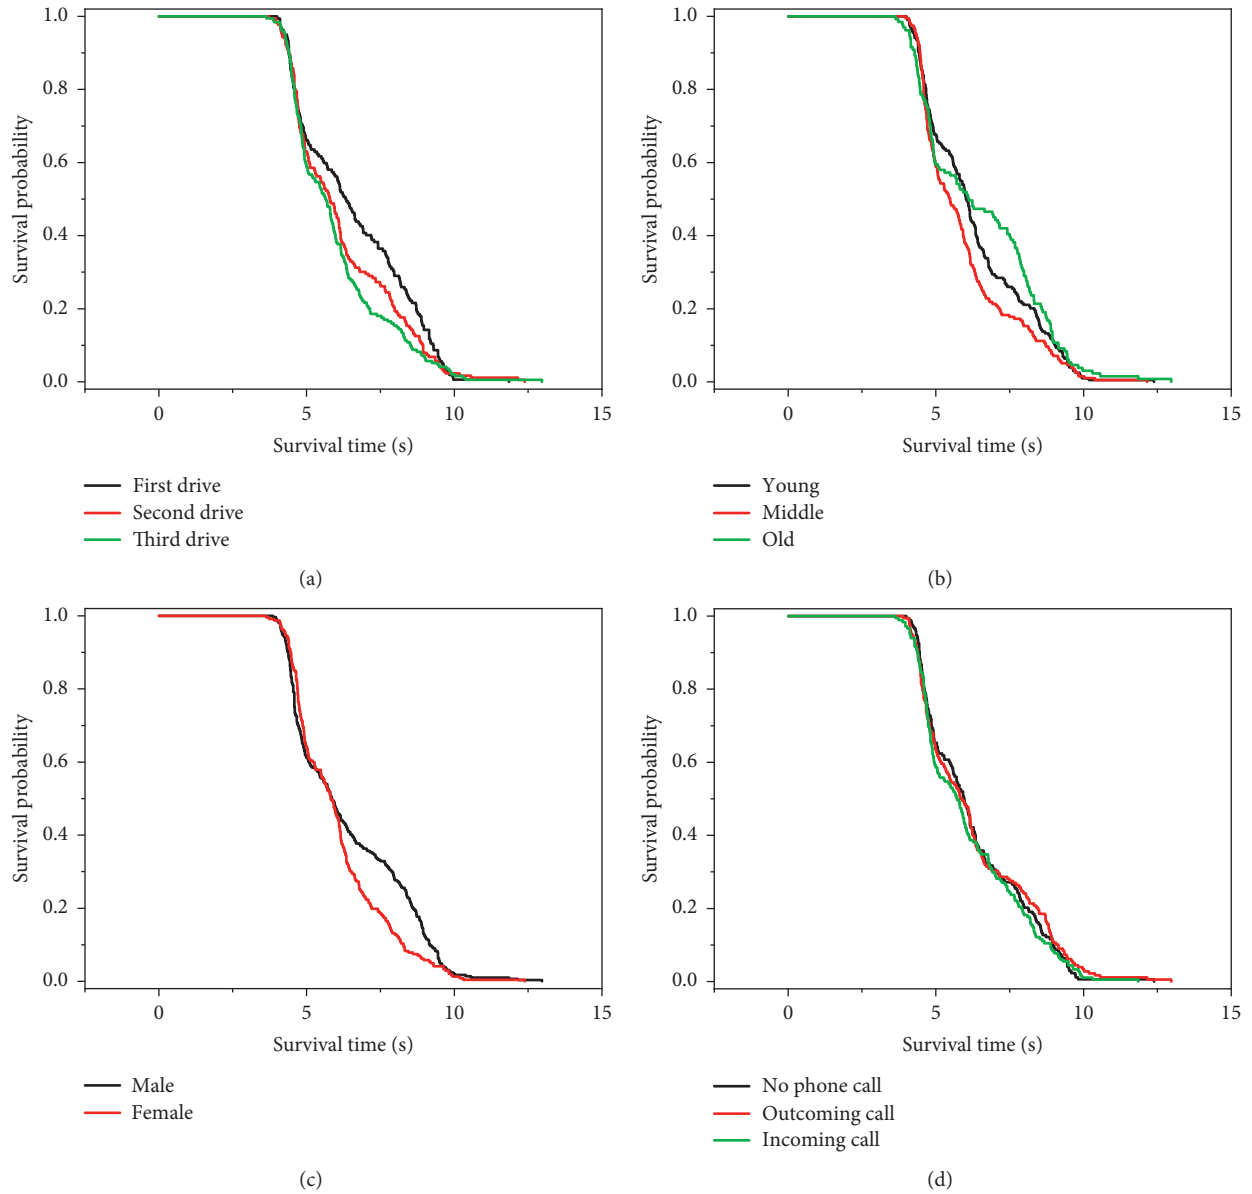 1.0
0.8
0.6
0.4
0.2
0.0
Survival probability
0 5 10 15
Survival time (s)
First drive
Second drive
Third drive
(a)
1.0
0.8
0.6
0.4
0.2
0.0
Survival probability
0 5 10 15
Survival time (s)
Young
Middle
Old
(b)
1.0
0.8
0.6
0.4
0.2
0.0
Survival probability
0 5 10 15
Survival time (s)
Male
Female
(c)
1.0
0.8
0.6
0.4
0.2
0.0
Survival probability
0 5 10 15
Survival time (s)
No phone call
Outcoming call
Incoming call
(d)